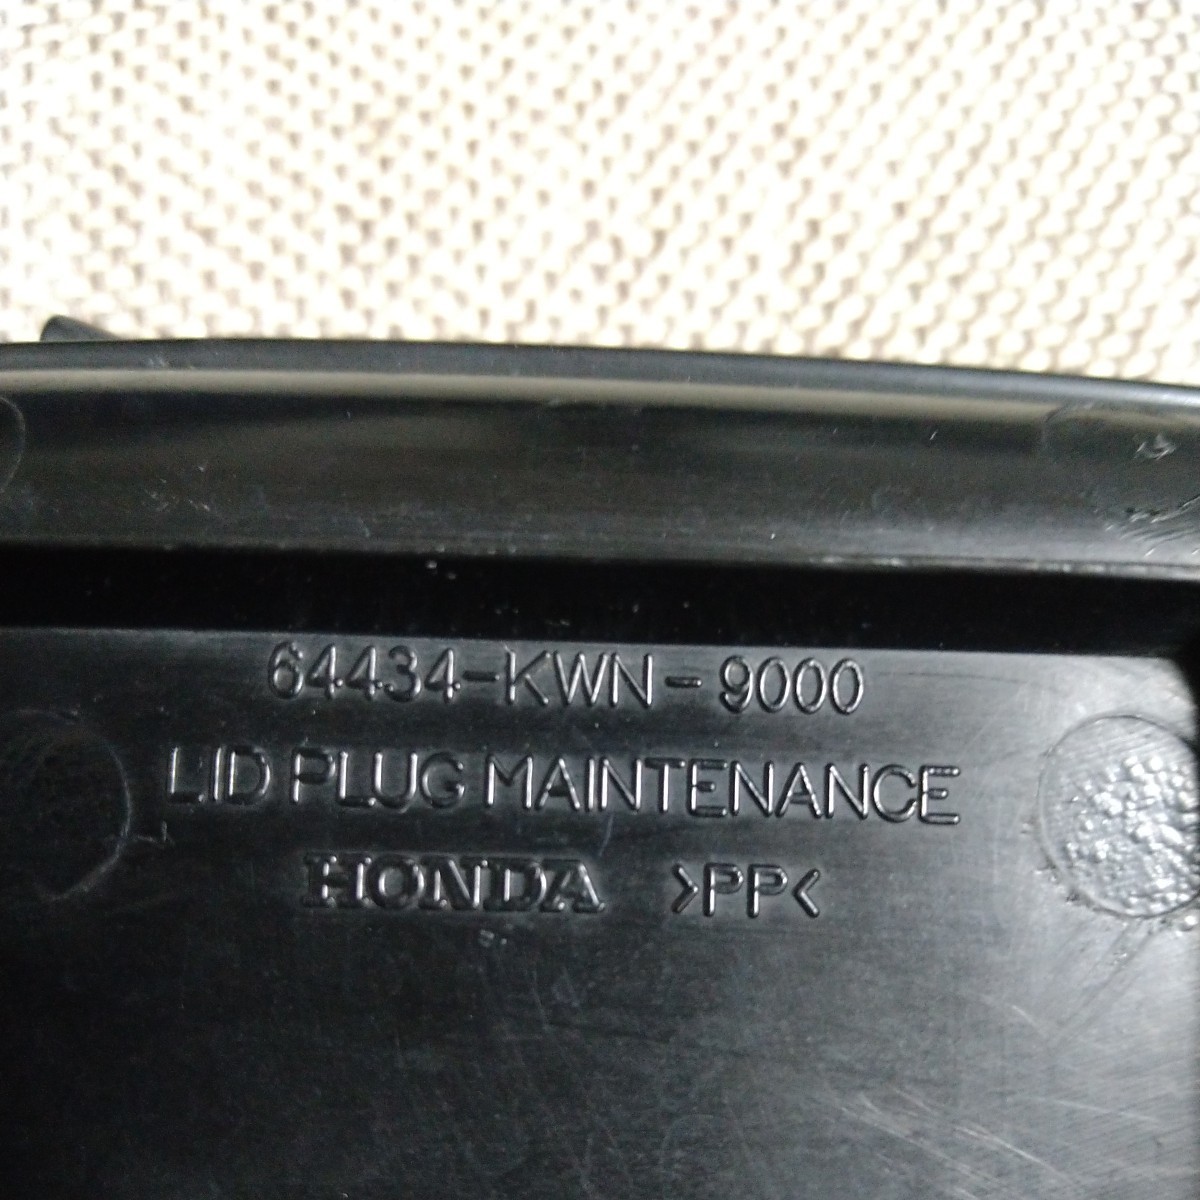 64434-KWN-9000
LID PLUG MAINTENANCE
HONDA >PP<